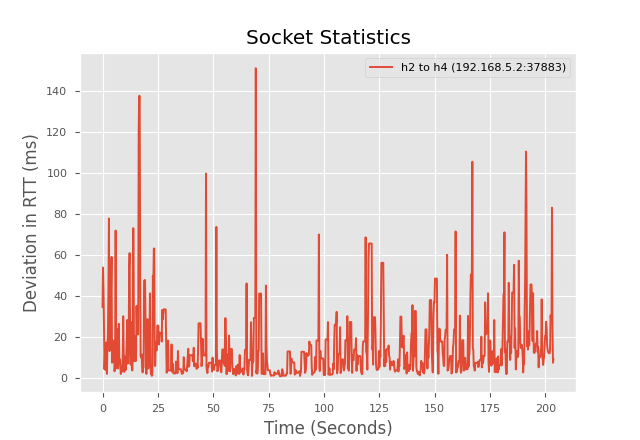 Socket Statistics
h2 to h4 (192.168.5.2:37883)
Deviation in RTT (ms)
140
120
100
80
60
40
20
0
0 25 50 75 100 125 150 175 200
Time (Seconds)